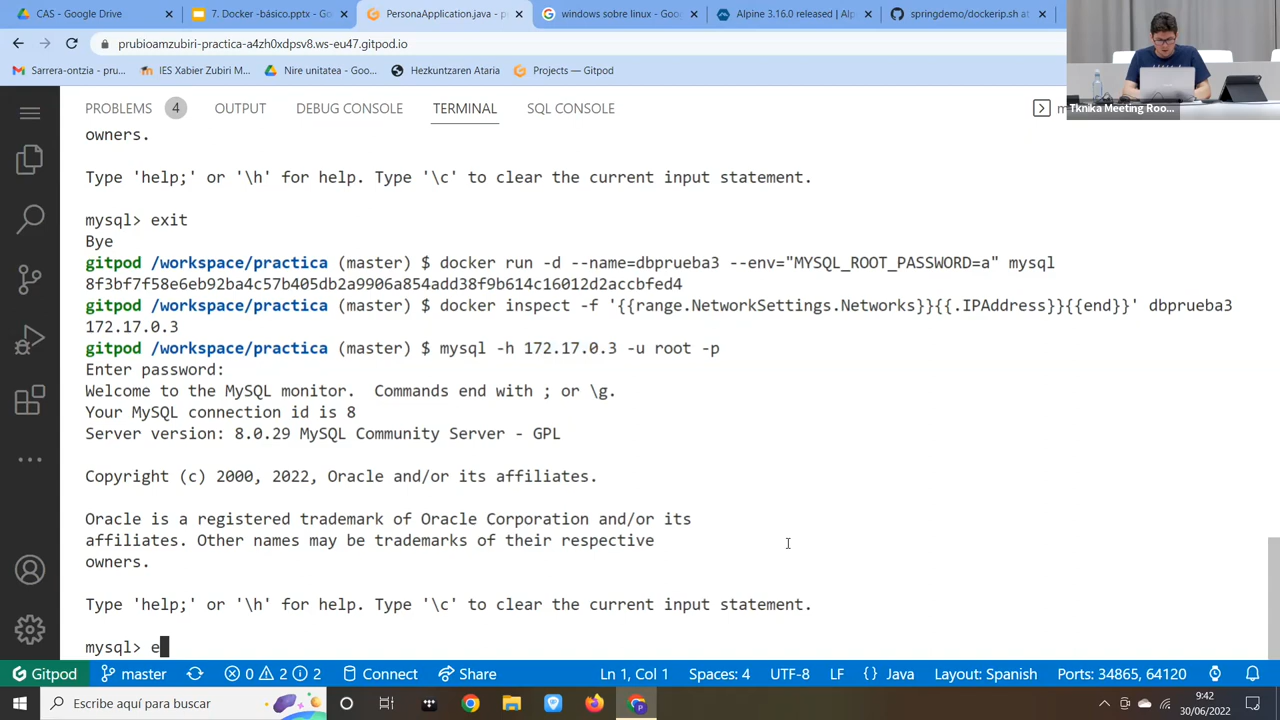 CAS - Google Drive
7. Docker -básico.pptx - Google
PersonaApplication.java - p
windows sobre linux - Goog
Alpine 3.16.0 released | Alp
springdemo/dockerip.sh at
prubioamzubiri-practica-a4zh0xdpsv8.ws-eu47.gitpod.io
Sarrera-ontzia - pru...
IES Xabier Zubiri M...
Nire unitatea - Goo...
Hezkuntzarako Ataria
Projects — Gitpod
Tknika Meeting Roo...
PROBLEMS 4 OUTPUT DEBUG CONSOLE TERMINAL SQL CONSOLE
owners.
Type 'help;' or '\h' for help. Type '\c' to clear the current input statement.
mysql> exit
Bye
gitpod /workspace/practica (master) $ docker run -d --name=dbprueba3 --env="MYSQL_ROOT_PASSWORD=a" mysql
8f3bf7f58e6eb92ba4c57b405db2a9906a854add38f9b614c16012d2accbfed4
gitpod /workspace/practica (master) $ docker inspect -f '{{range.NetworkSettings.Networks}}{{.IPAddress}}{{end}}' dbprueba3
172.17.0.3
gitpod /workspace/practica (master) $ mysql -h 172.17.0.3 -u root -p
Enter password:
Welcome to the MySQL monitor.  Commands end with ; or \g.
Your MySQL connection id is 8
Server version: 8.0.29 MySQL Community Server - GPL
Copyright (c) 2000, 2022, Oracle and/or its affiliates.
Oracle is a registered trademark of Oracle Corporation and/or its
affiliates. Other names may be trademarks of their respective
owners.
Type 'help;' or '\h' for help. Type '\c' to clear the current input statement.
mysql> e
Gitpod master 0 2 2 Connect Share Ln 1, Col 1 Spaces: 4 UTF-8 LF {} Java Layout: Spanish Ports: 34865, 64120
Escribe aquí para buscar
9:42
30/06/2022